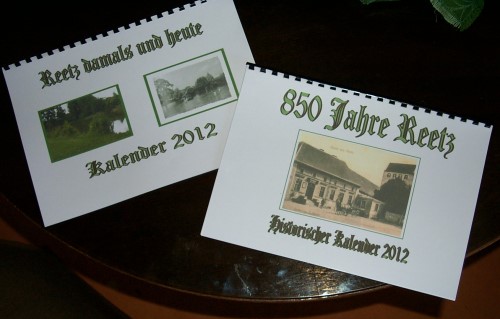 Reetz damals und heute
Kalender 2012
850 Jahre Reetz
Historischer Kalender 2012